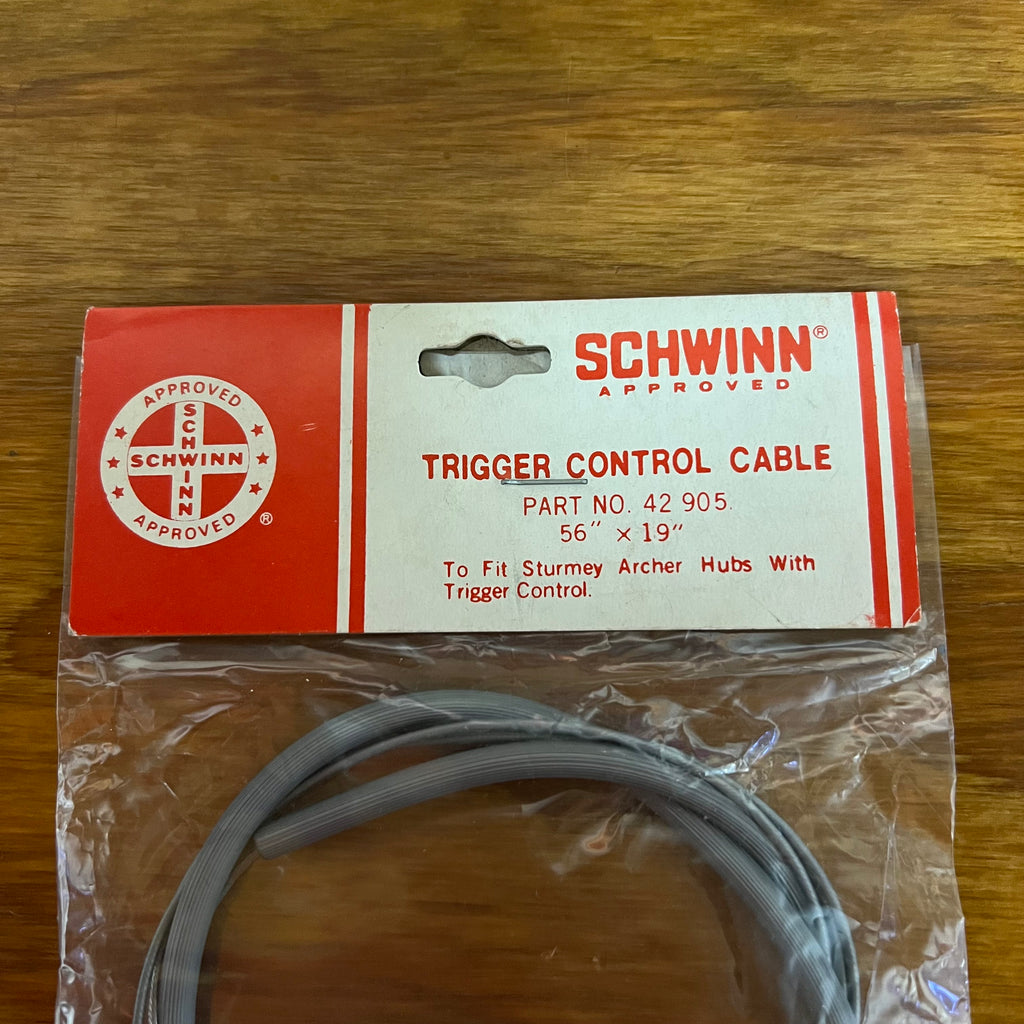 APPROVED
SCHWINN
SCHWINN
APPROVED
®
SCHWINN®
APPROVED
TRIGGER CONTROL CABLE
PART NO. 42 905.
56" × 19"
To Fit Sturmey Archer Hubs With
Trigger Control.